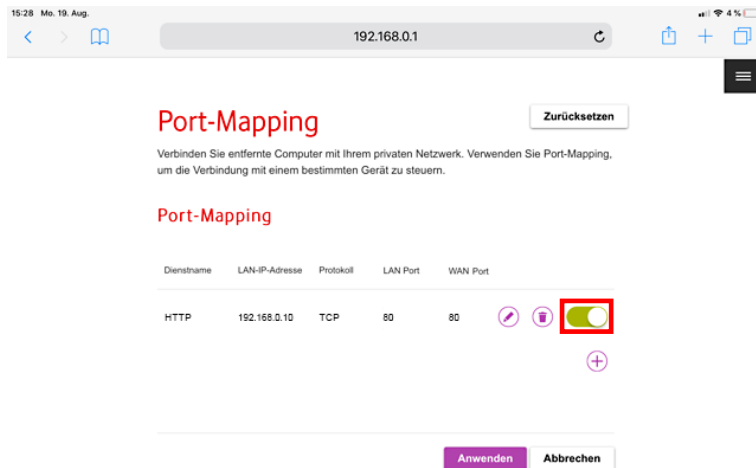 15:28 Mo. 19. Aug.
4 %
192.168.0.1
Port-Mapping
Zurücksetzen
Verbinden Sie entfernte Computer mit Ihrem privaten Netzwerk. Verwenden Sie Port-Mapping,
um die Verbindung mit einem bestimmten Gerät zu steuern.
Port-Mapping
Dienstname LAN-IP-Adresse Protokoll LAN Port WAN Port
HTTP 192.168.0.10 TCP 80 80
Anwenden Abbrechen